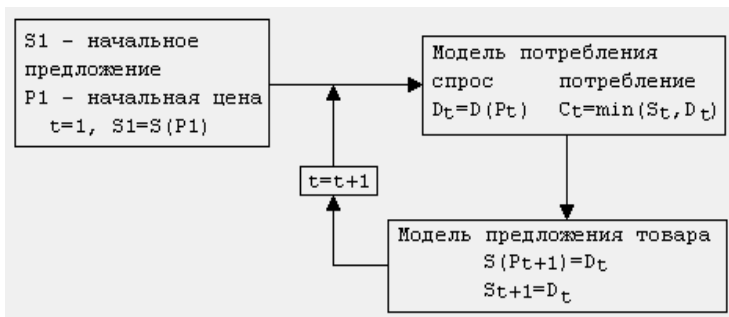 S1 - начальное
предложение
P1 - начальная цена
t=1, S1=S(P1)
Модель потребления
спрос потребление
Dt=D(Pt) Ct=min(St,Dt)
t=t+1
Модель предложения товара
S(Pt+1)=Dt
St+1=Dt